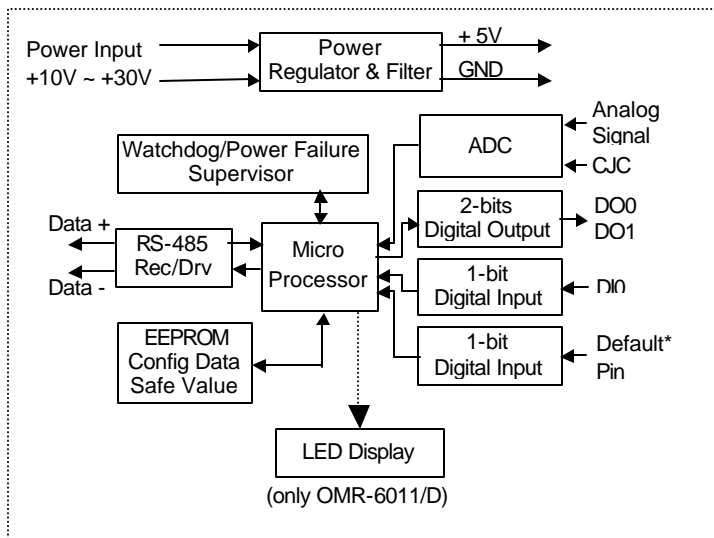 Power Input
+10V ~ +30V
Power
Regulator & Filter
+ 5V
GND
Watchdog/Power Failure
Supervisor
ADC
Analog
Signal
CJC
2-bits
Digital Output
DO0
DO1
Data +
Data -
RS-485
Rec/Drv
Micro
Processor
1-bit
Digital Input
DI0
EEPROM
Config Data
Safe Value
1-bit
Digital Input
Default*
Pin
LED Display
(only OMR-6011/D)